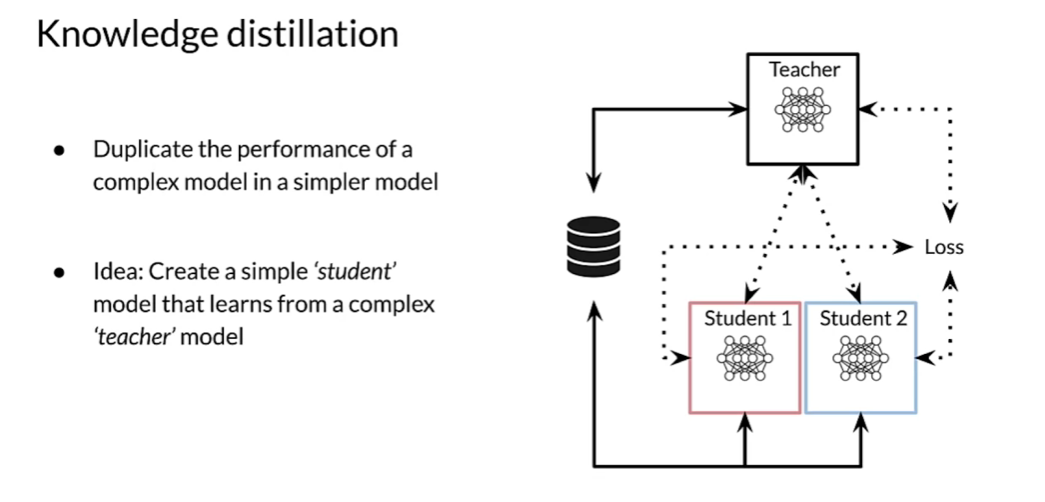 Knowledge distillation
● Duplicate the performance of a
complex model in a simpler model
● Idea: Create a simple ‘student’
model that learns from a complex
‘teacher’ model
Teacher
Loss
Student 1
Student 2